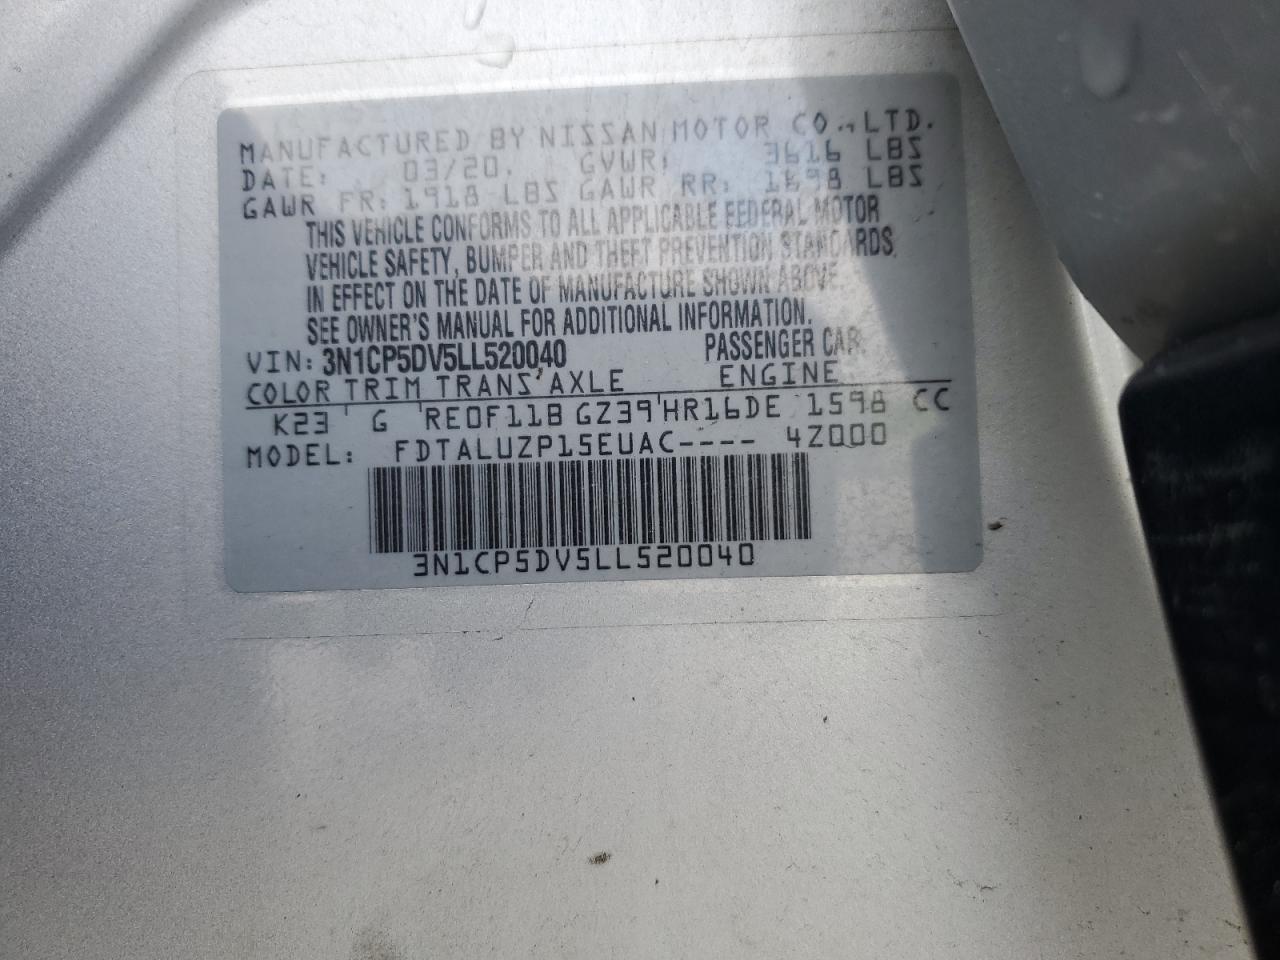 MANUFACTURED BY NISSAN MOTOR CO., LTD.
DATE: 03/20. GVWR: 3616 LBS
GAWR FR: 1918 LBS GAWR RR: 1698 LBS
THIS VEHICLE CONFORMS TO ALL APPLICABLE FEDERAL MOTOR
VEHICLE SAFETY, BUMPER AND THEFT PREVENTION STANDARDS,
IN EFFECT ON THE DATE OF MANUFACTURE SHOWN ABOVE.
SEE OWNER'S MANUAL FOR ADDITIONAL INFORMATION.
VIN: 3N1CP5DV5LL520040 PASSENGER CAR.
COLOR TRIM TRANS AXLE ENGINE
K23 G RE0F11B GZ39 HR16DE 1598 CC
MODEL: FDTALUZP15EUAC---- 4Z000
3N1CP5DV5LL520040